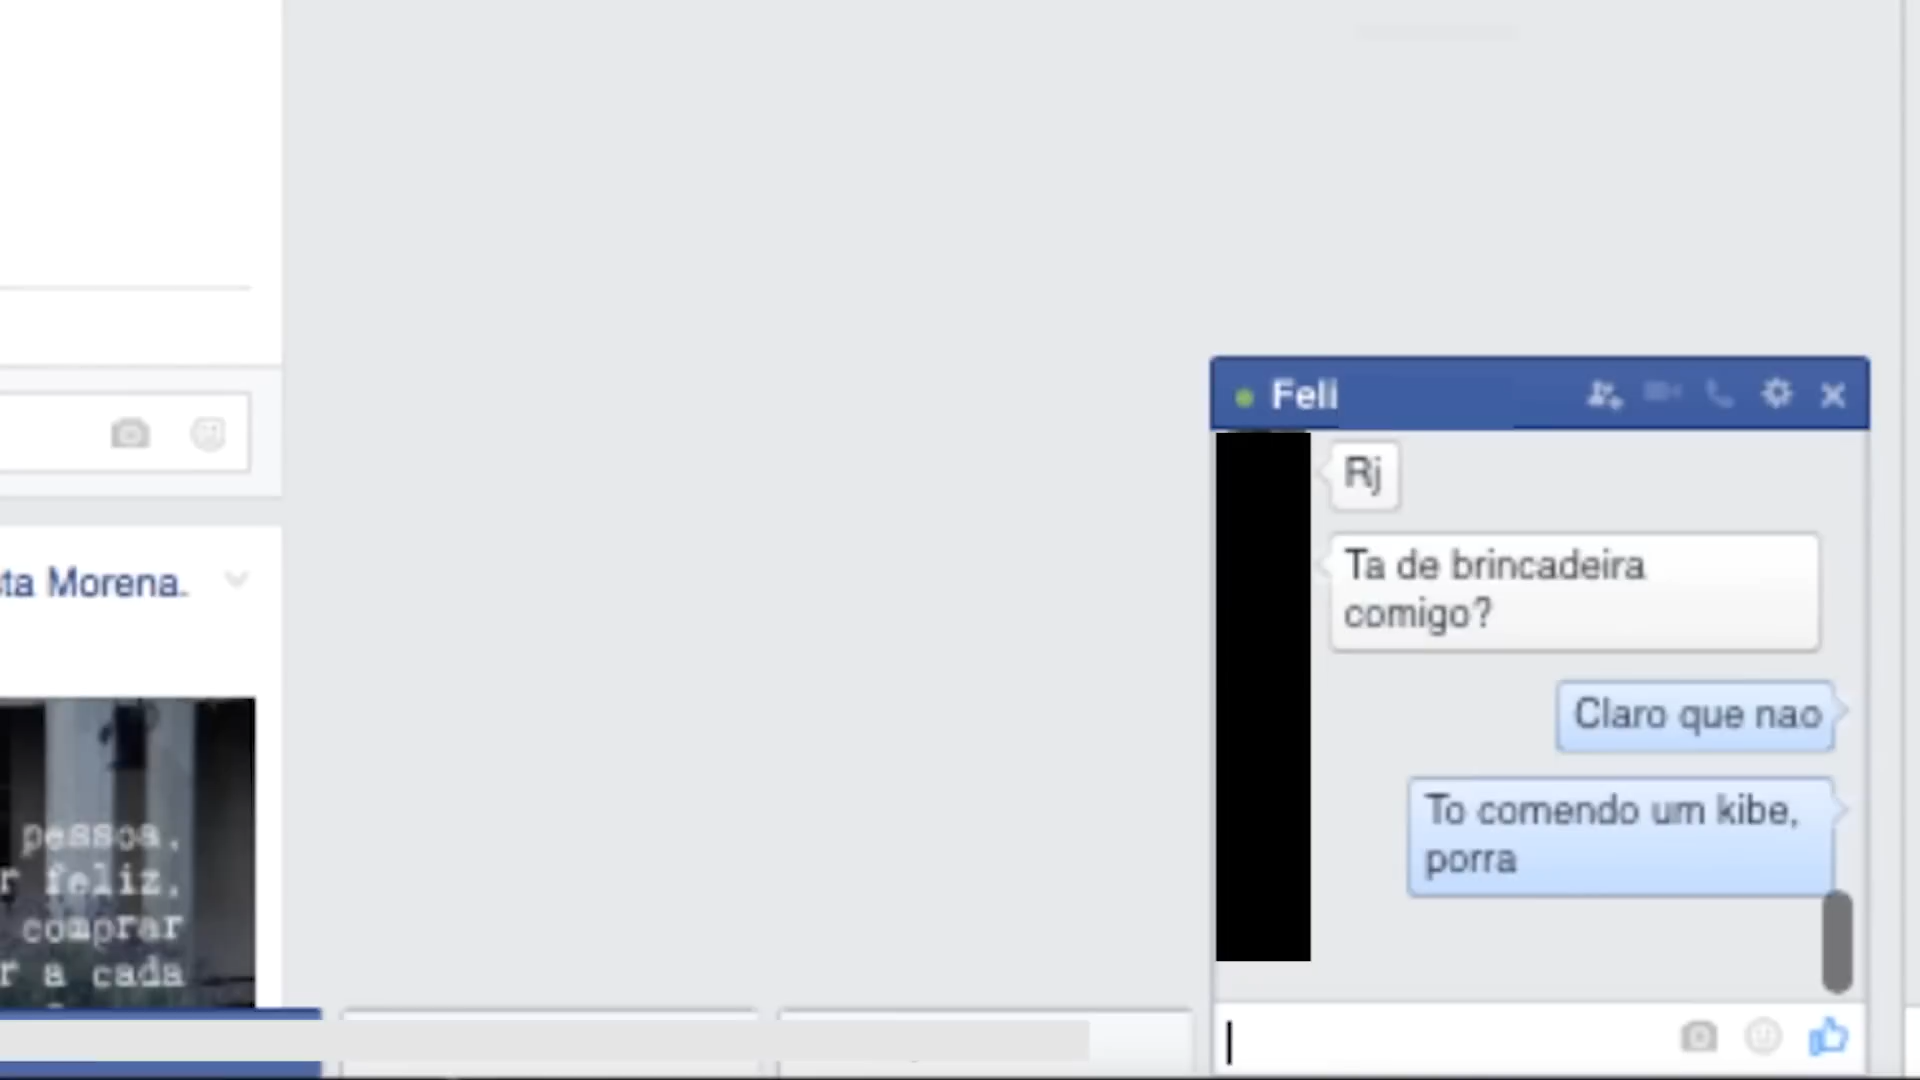 Feli
Rj
Ta de brincadeira
comigo?
Claro que nao
To comendo um kibe,
porra
ta Morena.
pessoa.
r feliz,
comprar
r a cada